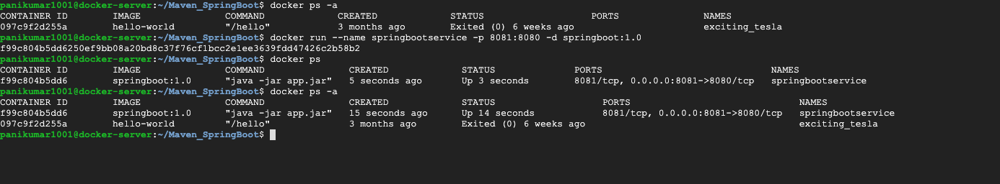 panikumar1001@docker-server:~/Maven_SpringBoot$ docker ps -a
CONTAINER ID IMAGE COMMAND CREATED STATUS PORTS NAMES
097c9f2d255a hello-world "/hello" 3 months ago Exited (0) 6 weeks ago exciting_tesla
panikumar1001@docker-server:~/Maven_SpringBoot$ docker run --name springbootservice -p 8081:8080 -d springboot:1.0
f99c804b5dd6250ef9bb08a20bd8c37f76cf1bcc2e1ee3639fdd47426c2b58b2
panikumar1001@docker-server:~/Maven_SpringBoot$ docker ps
CONTAINER ID IMAGE COMMAND CREATED STATUS PORTS NAMES
f99c804b5dd6 springboot:1.0 "java -jar app.jar" 5 seconds ago Up 3 seconds 8081/tcp, 0.0.0.0:8081->8080/tcp springbootservice
panikumar1001@docker-server:~/Maven_SpringBoot$ docker ps -a
CONTAINER ID IMAGE COMMAND CREATED STATUS PORTS NAMES
f99c804b5dd6 springboot:1.0 "java -jar app.jar" 15 seconds ago Up 14 seconds 8081/tcp, 0.0.0.0:8081->8080/tcp springbootservice
097c9f2d255a hello-world "/hello" 3 months ago Exited (0) 6 weeks ago exciting_tesla
panikumar1001@docker-server:~/Maven_SpringBoot$